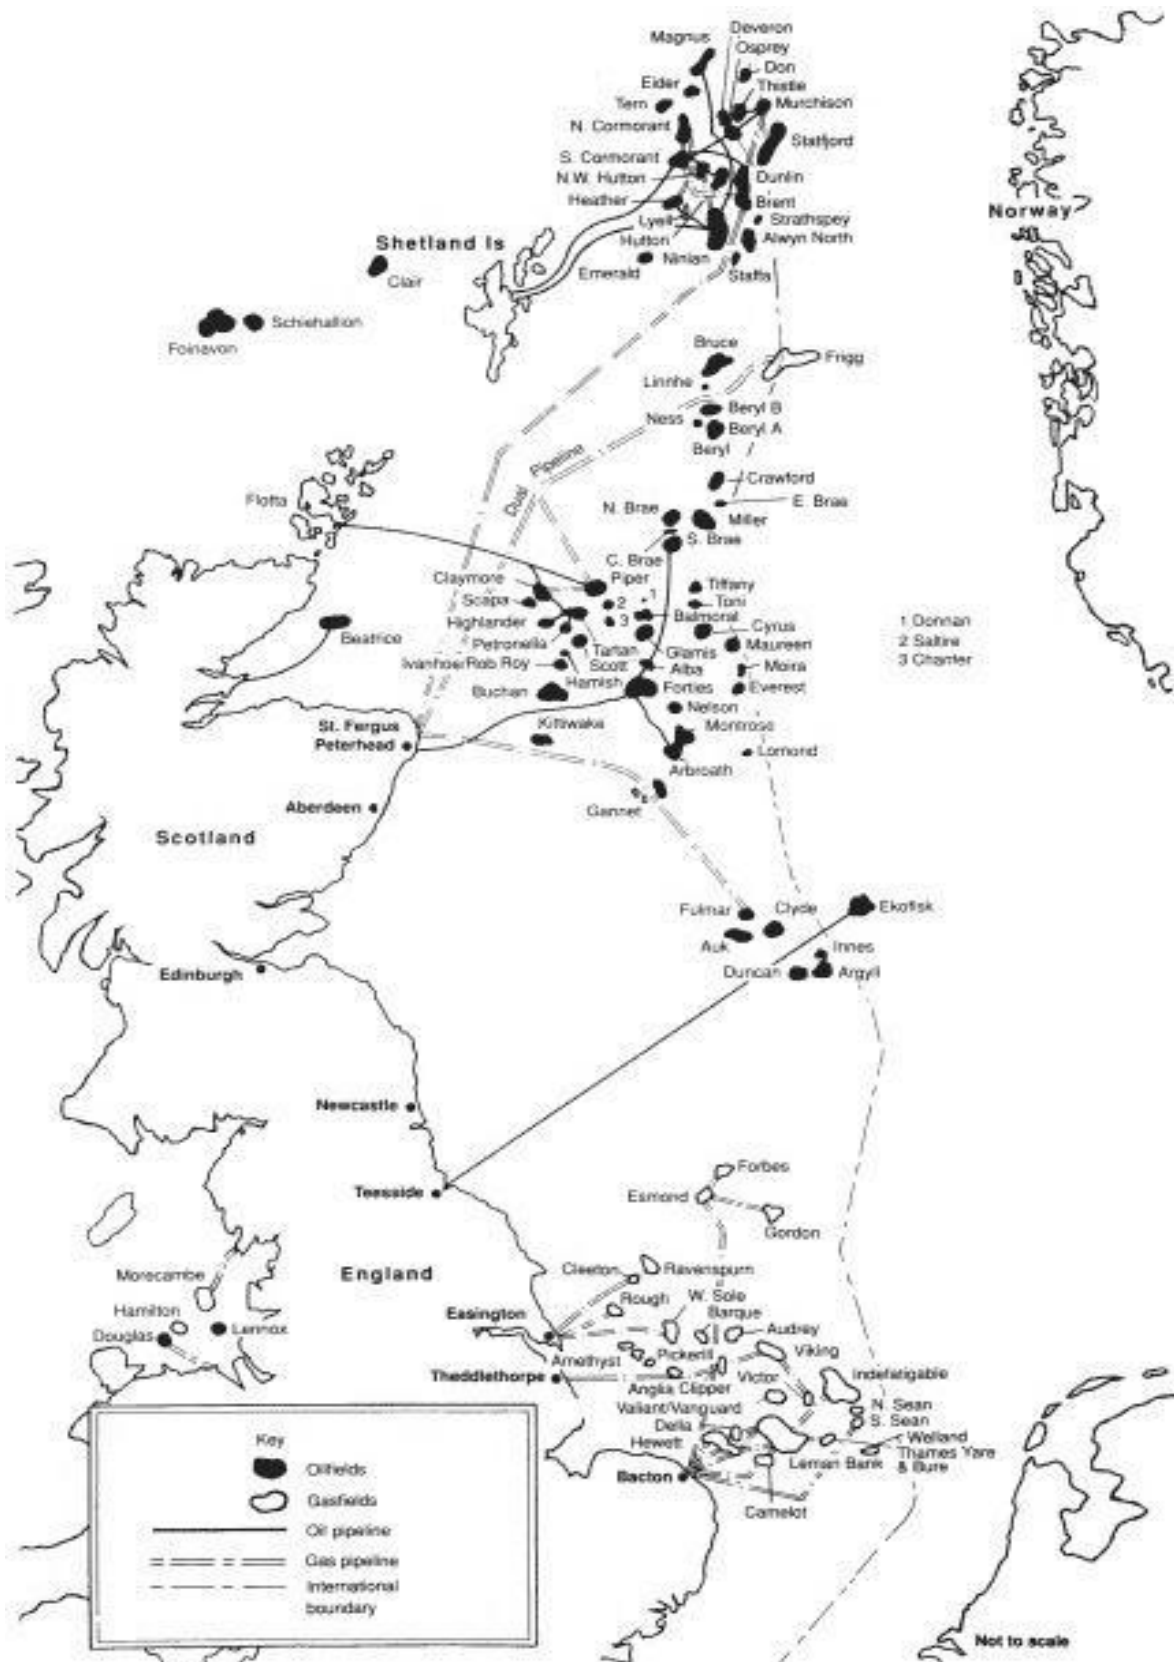 Deveron
Magnus
Osprey
Don
Eider
Thistle
Tern
Murchison
N. Cormorant
Statfjord
S. Cormorant
N.W. Hutton
Dunlin
Heather
Brent
Norway
Lyell
Strathspey
Hutton
Alwyn North
Shetland Is
Ninian
Emerald
Staffa
Clair
Schiehallion
Foinavon
Bruce
Frigg
Linnhe
Beryl B
Ness
Beryl A
Beryl
Dual Pipeline
Crawford
Flotta
E. Brae
N. Brae
Miller
S. Brae
C. Brae
Claymore
Piper
Tiffany
Scapa
1
2
Toni
Highlander
3
Balmoral
1 Donnan
Beatrice
Cyrus
2 Saltire
Petronella
Tartan
Glamis
Maureen
3 Chanter
Ivanhoe/Rob Roy
Scott
Alba
Moira
Hamish
Buchan
Forties
Everest
Nelson
St. Fergus
Kittiwake
Montrose
Peterhead
Lomond
Arbroath
Aberdeen
Gannet
Scotland
Fulmar
Clyde
Ekofisk
Auk
Innes
Edinburgh
Duncan
Argyll
Newcastle
Forbes
Teesside
Esmond
Gordon
Morecambe
England
Cleeton
Ravenspurn
Hamilton
Rough
W. Sole
Easington
Barque
Douglas
Lennox
Audrey
Amethyst
Pickerill
Viking
Theddlethorpe
Victor
Indefatigable
Anglia Clipper
Valiant/Vanguard
N. Sean
Della
S. Sean
Hewett
Welland
Thames Yare
& Bure
Leman Bank
Bacton
Camelot
Key
Oilfields
Gasfields
Oil pipeline
Gas pipeline
International
boundary
Not to scale